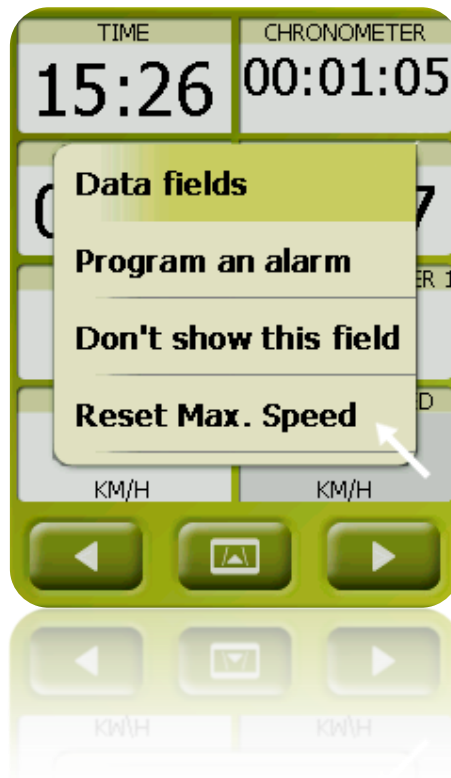 TIME CHRONOMETER
15:26 00:01:05
Data fields
Program an alarm
Don't show this field
Reset Max. Speed
KM/H KM/H